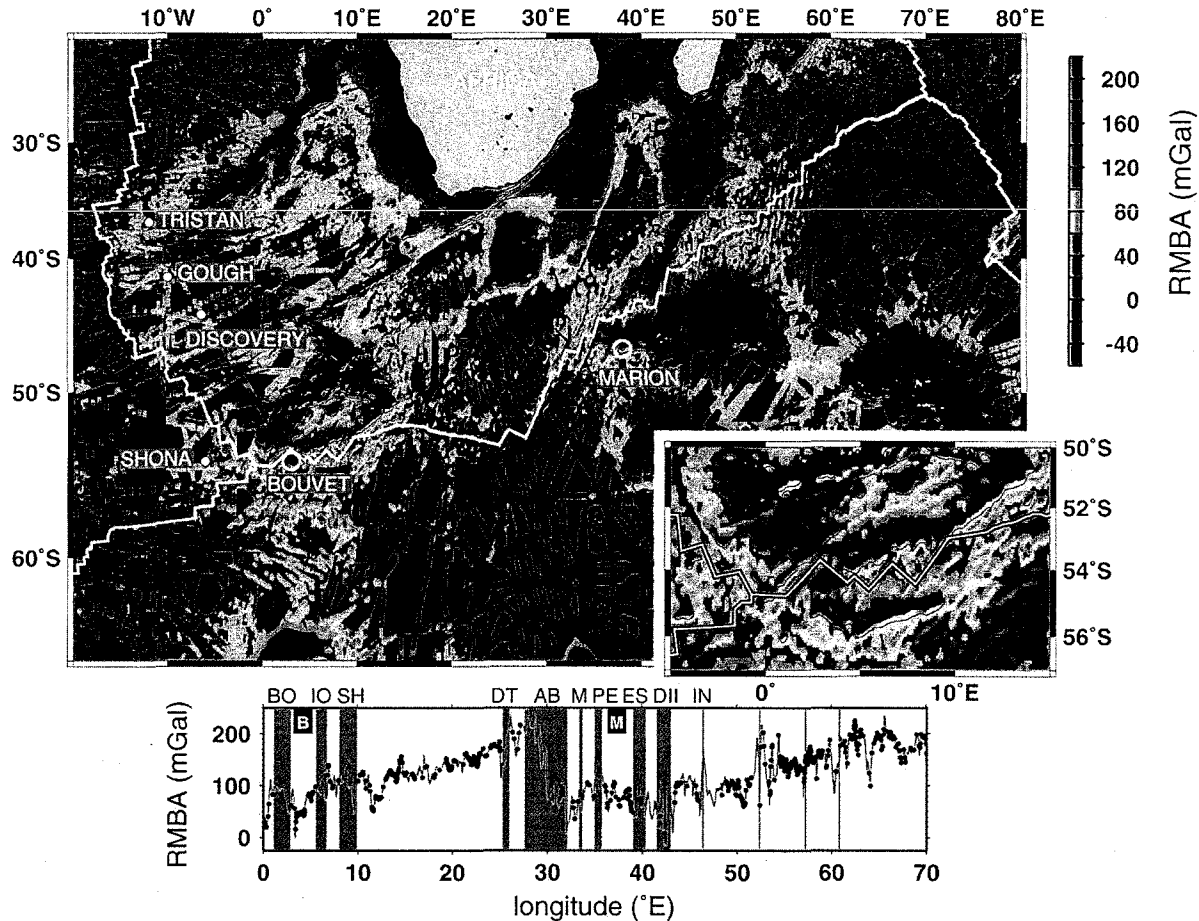 10°W 0° 10°E 20°E 30°E 40°E 50°E 60°E 70°E 80°E
30°S
40°S
50°S
60°S
TRISTAN
GOUGH
DISCOVERY
SHONA
BOUVET
MARION
200
160
120
80
40
0
-40
RMBA (mGal)
50°S
52°S
54°S
56°S
0° 10°E
BO IO SH DT AB M PE ES DII IN
B M
200
100
0
RMBA (mGal)
0 10 20 30 40 50 60 70
longitude (°E)